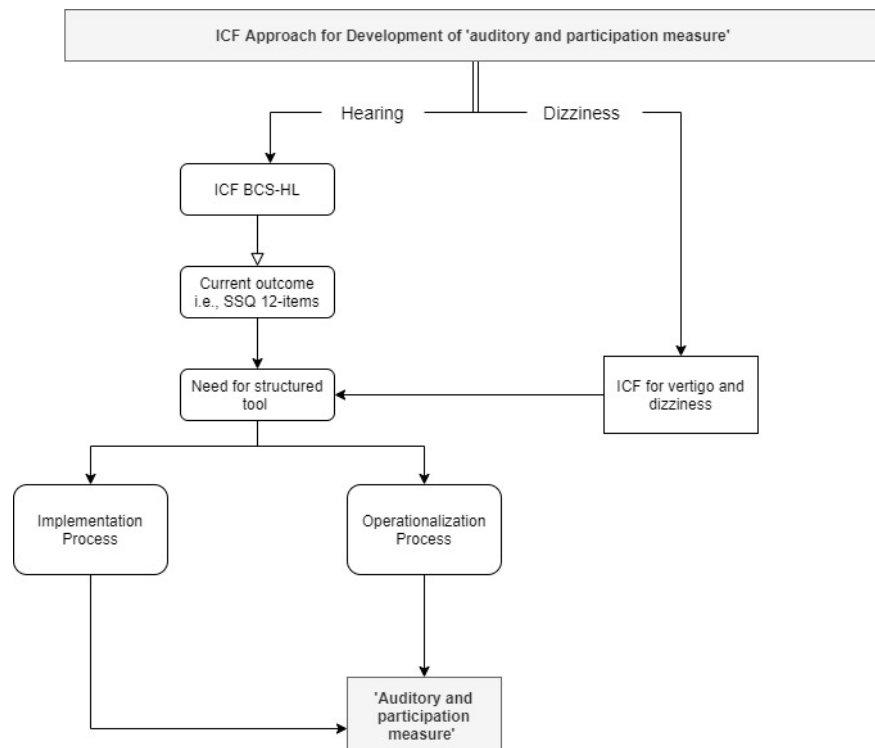 ICF Approach for Development of 'auditory and participation measure'
Hearing
Dizziness
ICF BCS-HL
Current outcome
i.e., SSQ 12-items
Need for structured
tool
ICF for vertigo and
dizziness
Implementation
Process
Operationalization
Process
'Auditory and
participation
measure'